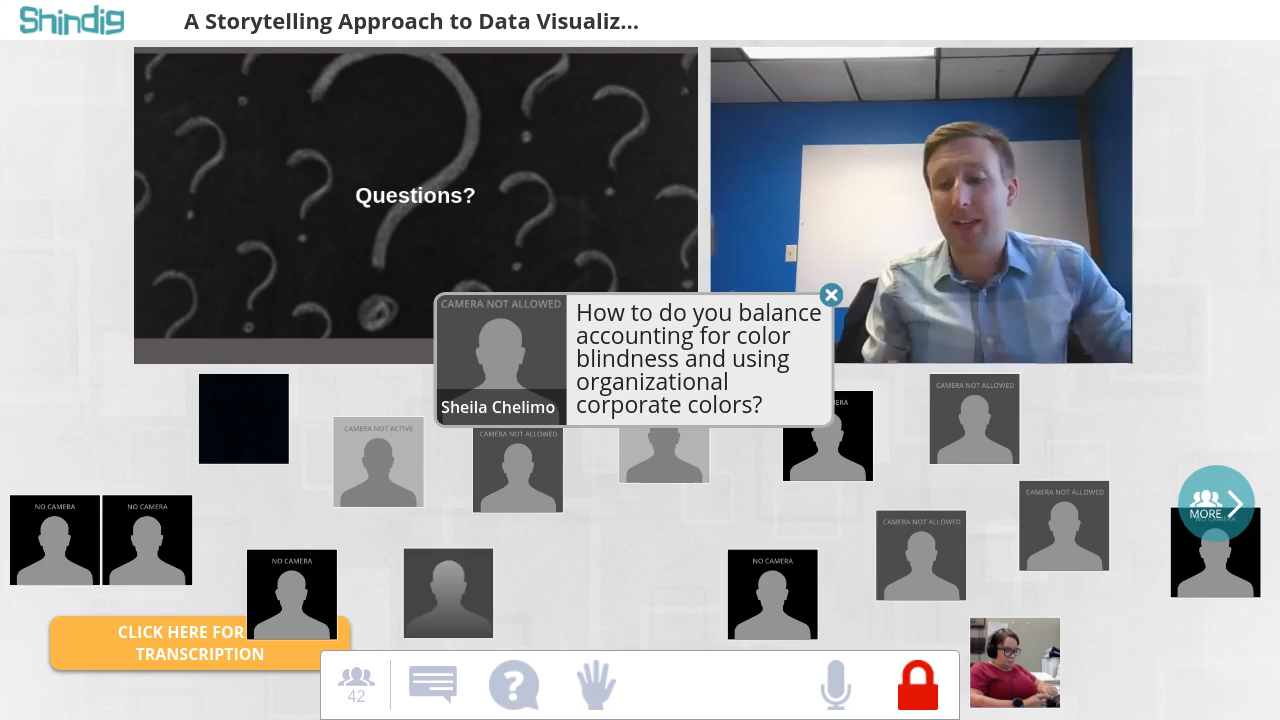 Shindig
A Storytelling Approach to Data Visualiz...
Questions?
CAMERA NOT ALLOWED
Sheila Chelimo
How to do you balance
accounting for color
blindness and using
organizational
corporate colors?
CAMERA NOT ACTIVE
CAMERA NOT ALLOWED
CAMERA NOT ALLOWED
NO CAMERA
NO CAMERA
CAMERA NOT ALLOWED
CAMERA NOT ALLOWED
MORE
NO CAMERA
NO CAMERA
NO CAMERA
CLICK HERE FOR
TRANSCRIPTION
42